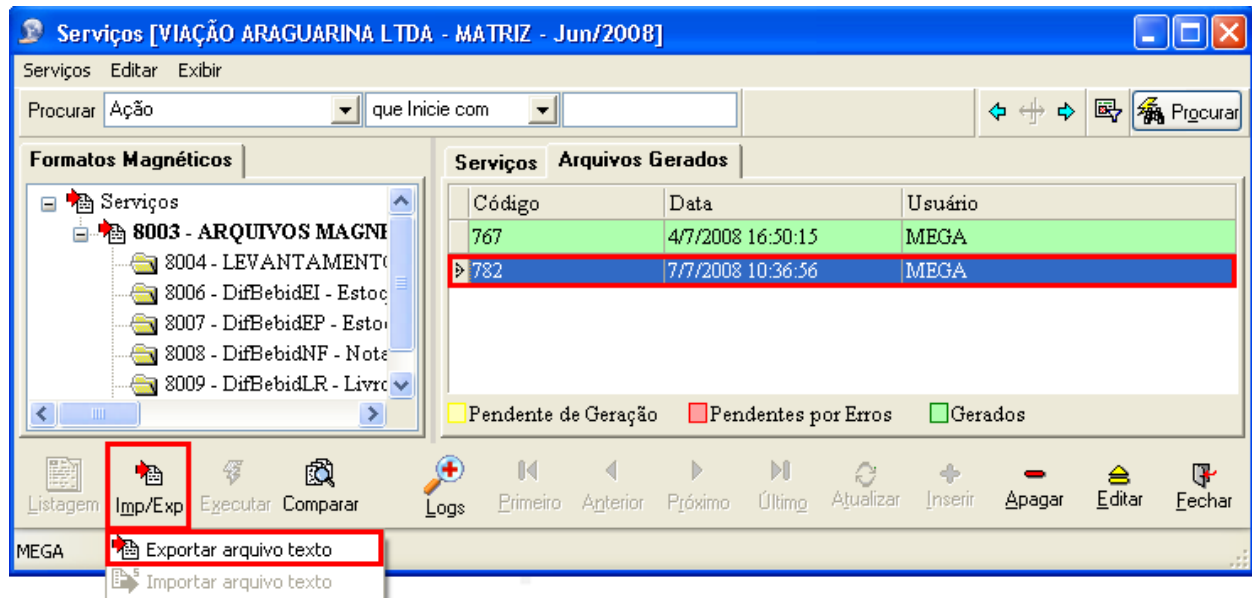 Serviços [VIAÇÃO ARAGUARINA LTDA - MATRIZ - Jun/2008]
Serviços Editar Exibir
Procurar Ação que Inicie com Procurar
Formatos Magnéticos
Serviços
8003 - ARQUIVOS MAGNE
8004 - LEVANTAMENTO
8006 - DifBebidEI - Estoq
8007 - DifBebidEP - Esto
8008 - DifBebidNF - Nota
8009 - DifBebidLR - Livro
Serviços Arquivos Gerados
Código Data Usuário
767 4/7/2008 16:50:15 MEGA
782 7/7/2008 10:36:56 MEGA
Pendente de Geração Pendentes por Erros Gerados
Listagem Imp/Exp Executar Comparar Logs Primeiro Anterior Próximo Último Atualizar Inserir Apagar Editar Fechar
MEGA
Exportar arquivo texto
Importar arquivo texto